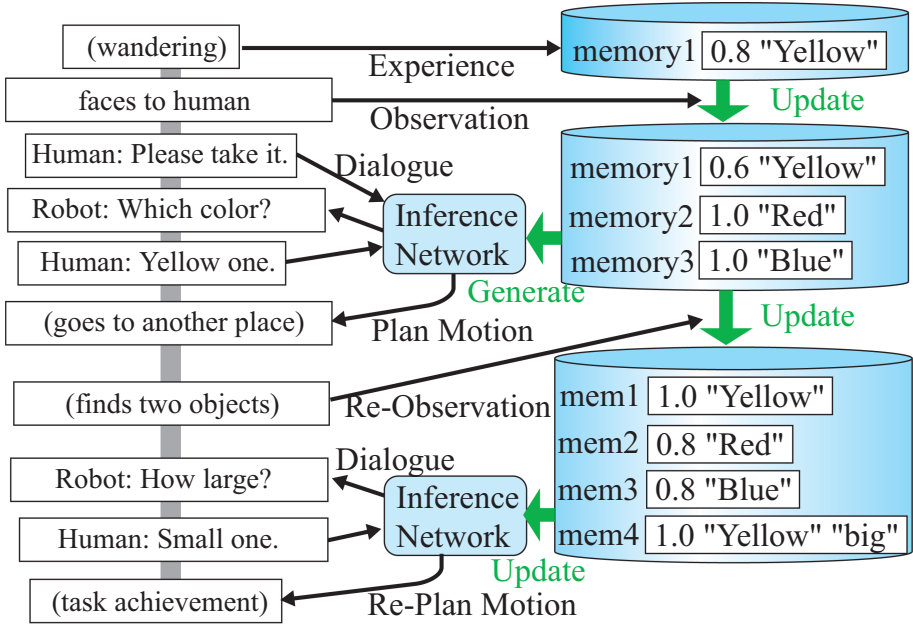 (wandering)
Experience
memory1 0.8 "Yellow"
faces to human
Observation
Update
Human: Please take it.
Dialogue
memory1 0.6 "Yellow"
Robot: Which color?
Inference
Network
memory2 1.0 "Red"
Human: Yellow one.
memory3 1.0 "Blue"
Generate
(goes to another place)
Plan Motion
Update
(finds two objects)
Re-Observation
mem1 1.0 "Yellow"
mem2 0.8 "Red"
Dialogue
Robot: How large?
mem3 0.8 "Blue"
Inference
Network
Human: Small one.
mem4 1.0 "Yellow" "big"
Update
(task achievement)
Re-Plan Motion